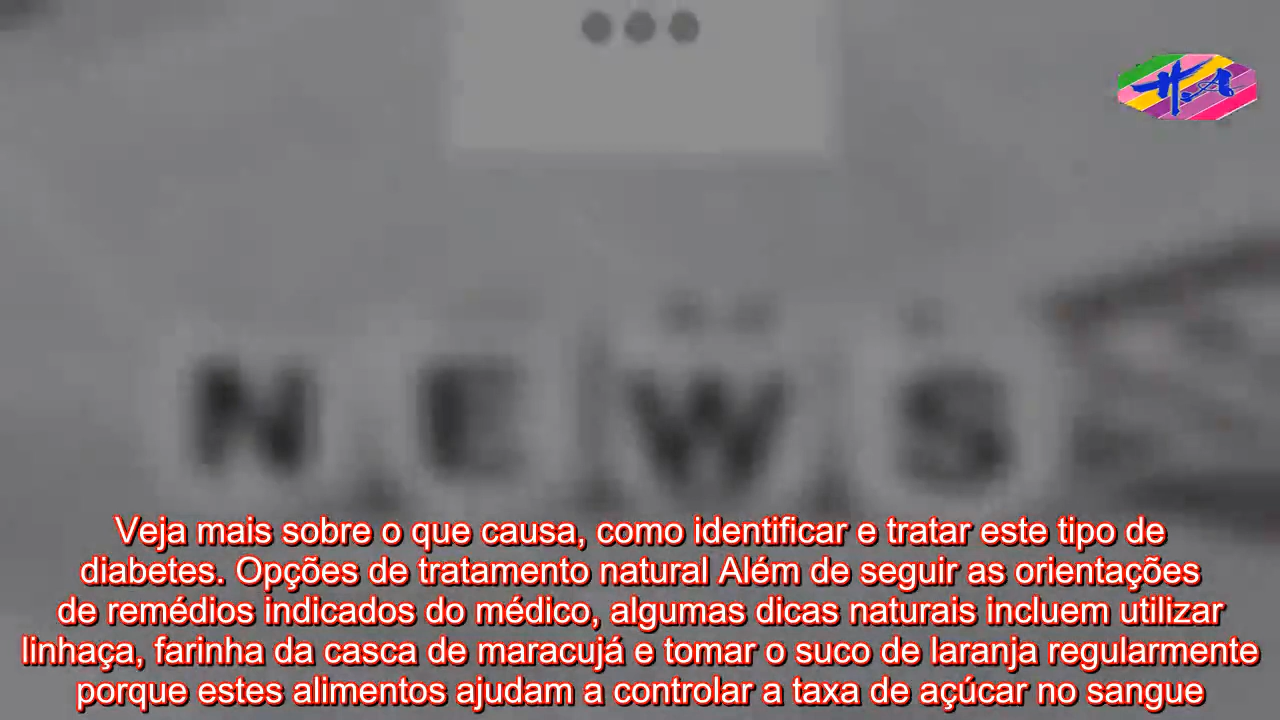 H.A
NEWS
Veja mais sobre o que causa, como identificar e tratar este tipo de
diabetes. Opções de tratamento natural Além de seguir as orientações
de remédios indicados do médico, algumas dicas naturais incluem utilizar
linhaça, farinha da casca de maracujá e tomar o suco de laranja regularmente
porque estes alimentos ajudam a controlar a taxa de açúcar no sangue